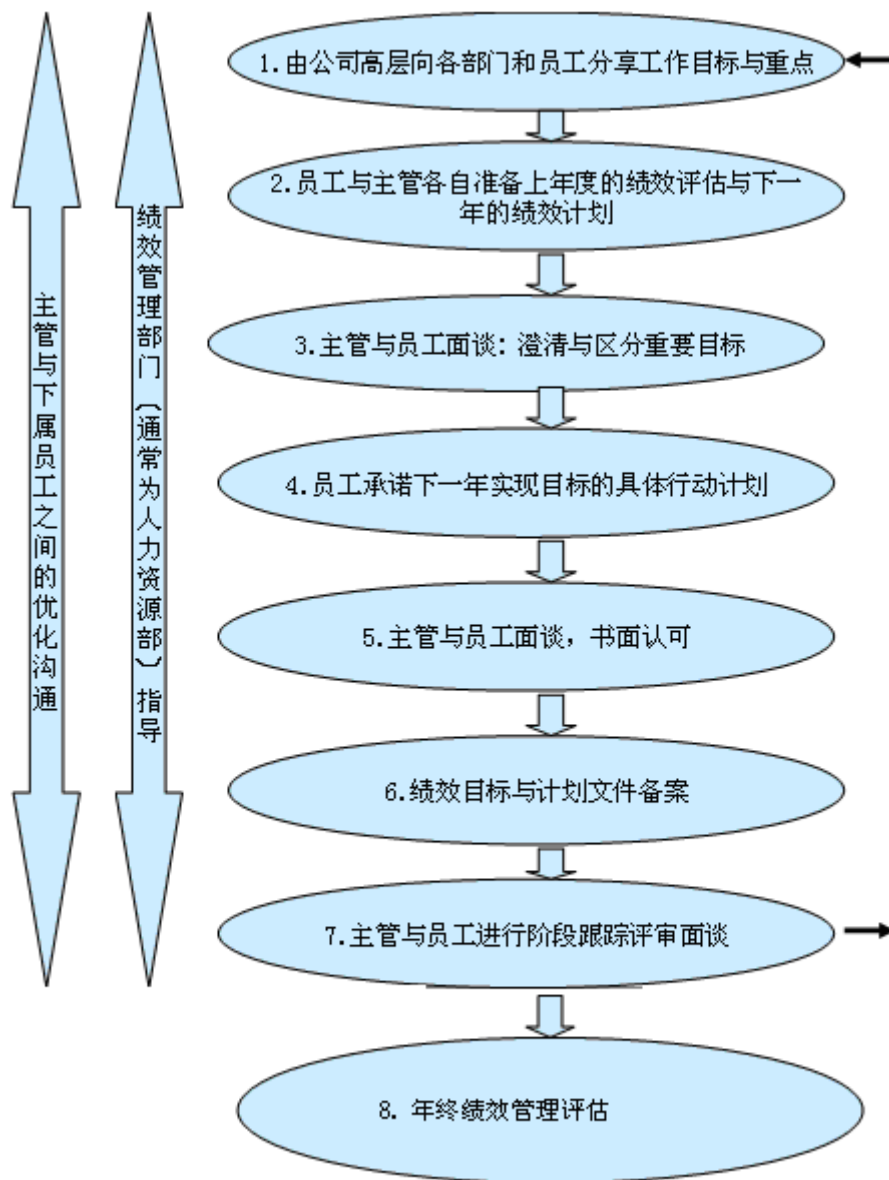 1.由公司高层向各部门和员工分享工作目标与重点
2.员工与主管各自准备上年度的绩效评估与下一
年的绩效计划
3.主管与员工面谈：澄清与区分重要目标
4.员工承诺下一年实现目标的具体行动计划
5.主管与员工面谈，书面认可
6.绩效目标与计划文件备案
7.主管与员工进行阶段跟踪评审面谈
8. 年终绩效管理评估
主管与下属员工之间的优化沟通
绩效管理部门（通常为人力资源部）指导